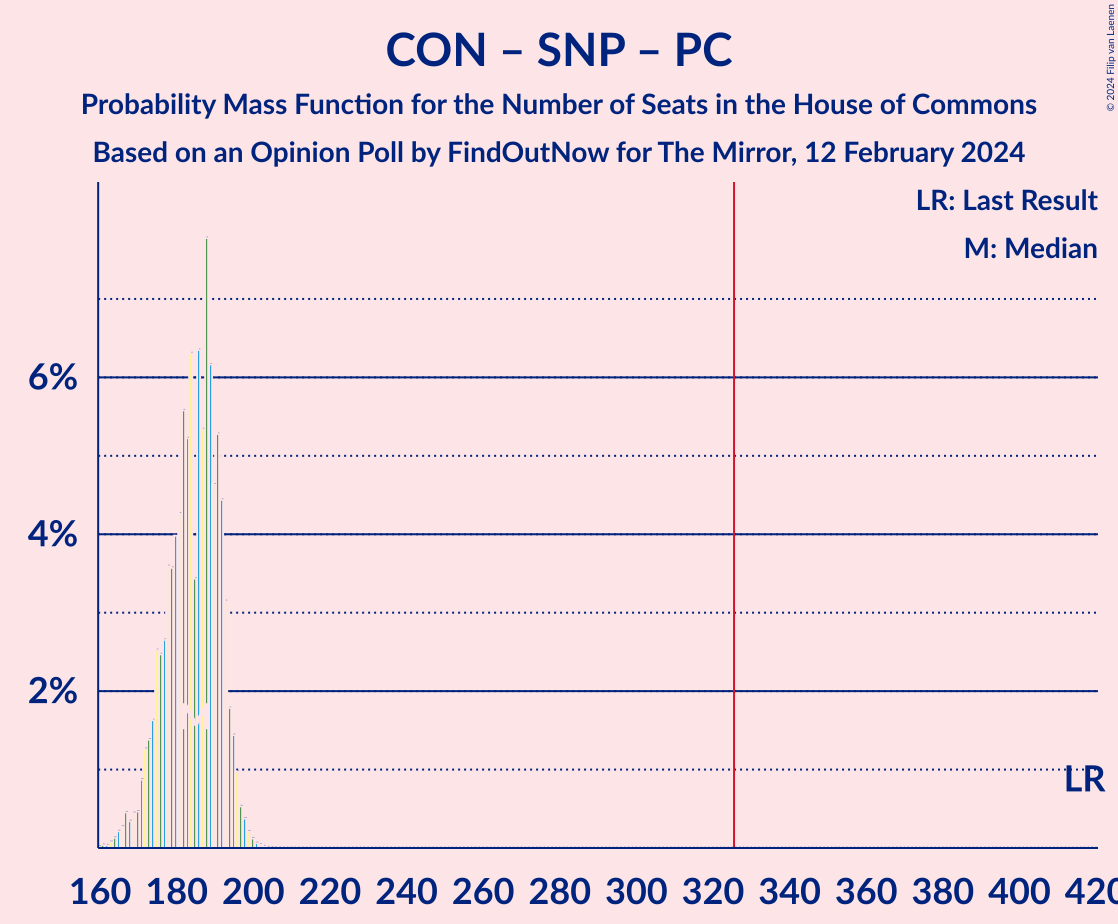 CON – SNP – PC
Probability Mass Function for the Number of Seats in the House of Commons
Based on an Opinion Poll by FindOutNow for The Mirror, 12 February 2024
© 2024 Filip van Laenen
LR: Last Result
M: Median
6%
4%
2%
LR
160 180 200 220 240 260 280 300 320 340 360 380 400 420